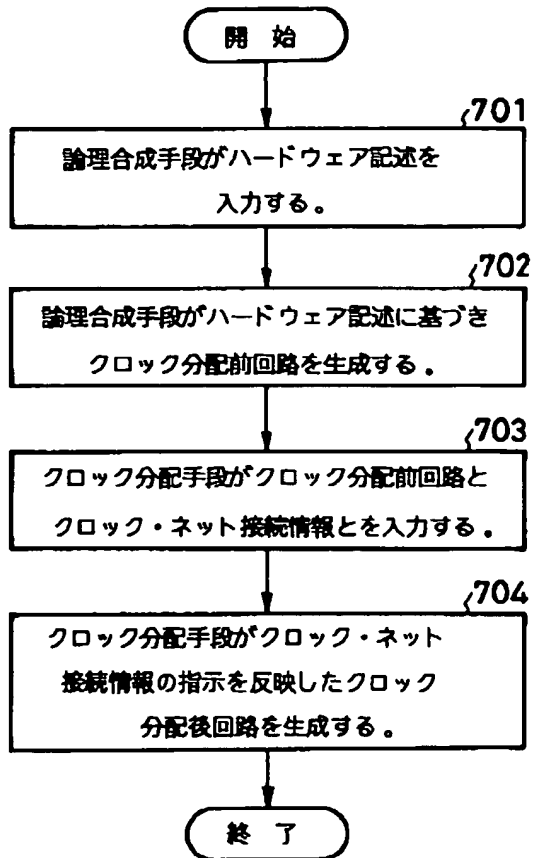 開 始
701
論理合成手段がハードウェア記述を
入力する。
702
論理合成手段がハードウェア記述に基づき
クロック分配前回路を生成する。
703
クロック分配手段がクロック分配前回路と
クロック・ネット接続情報とを入力する。
704
クロック分配手段がクロック・ネット
接続情報の指示を反映したクロック
分配後回路を生成する。
終 了